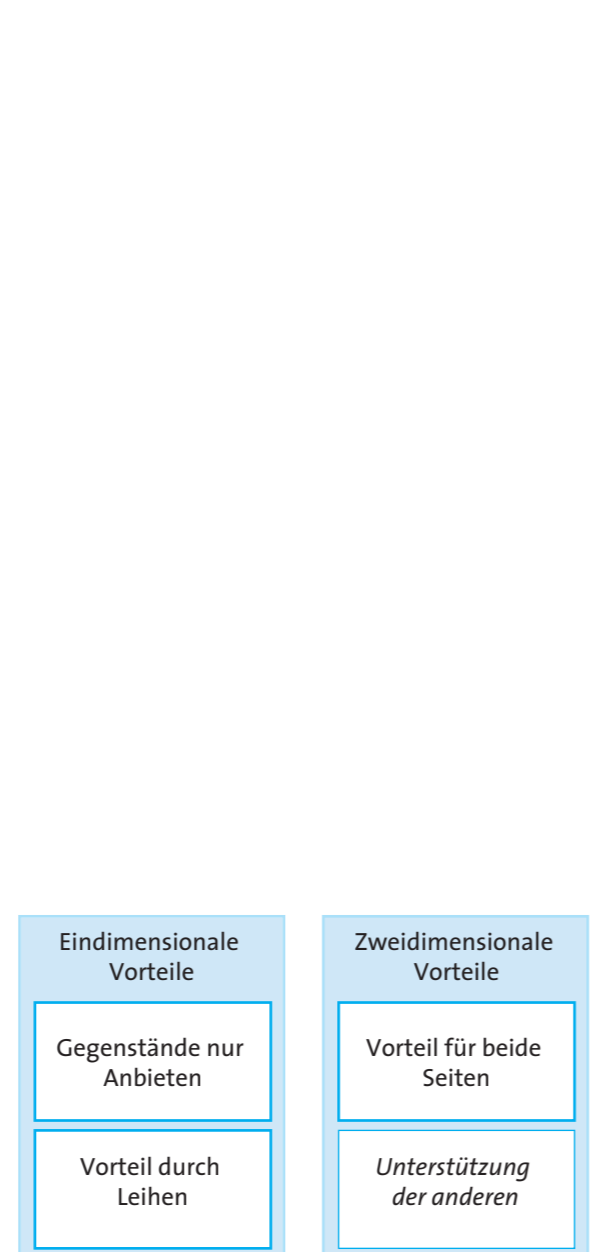 Eindimensionale
Vorteile
Gegenstände nur
Anbieten
Vorteil durch
Leihen
Zweidimensionale
Vorteile
Vorteil für beide
Seiten
Unterstützung
der anderen